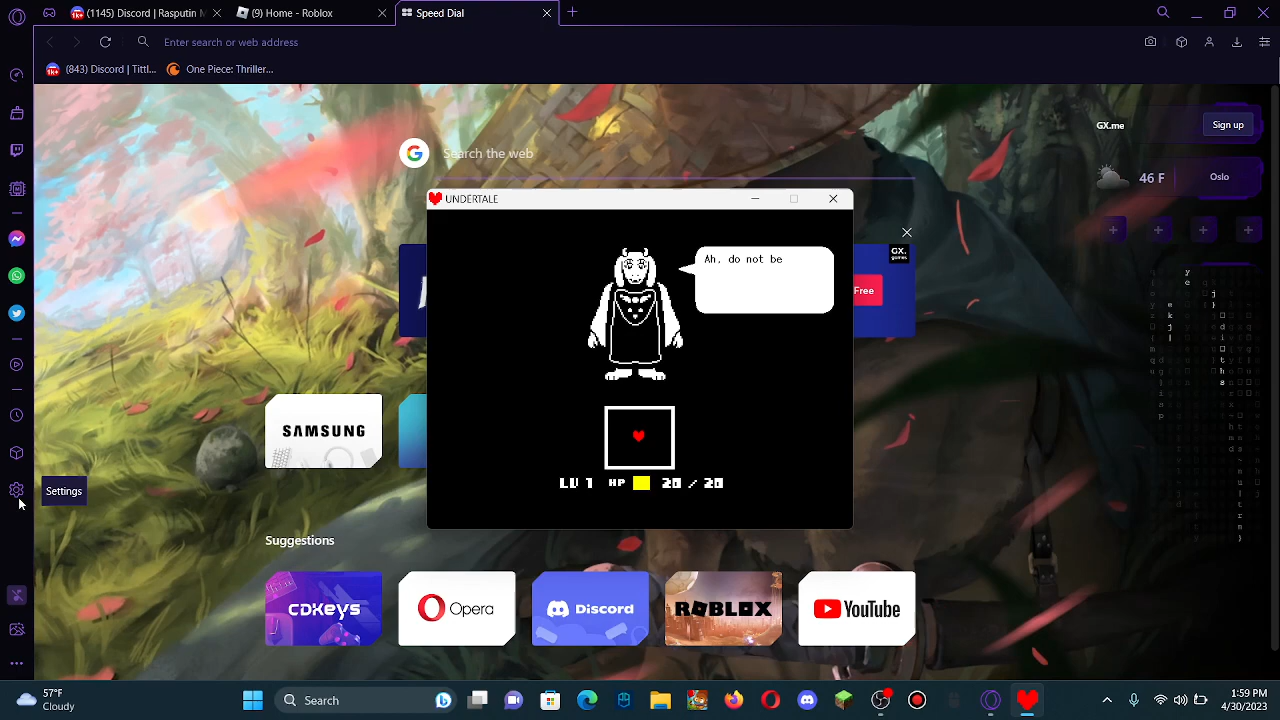 (1145) Discord | Rasputin M
(9) Home - Roblox
Speed Dial
Enter search or web address
(843) Discord | Tittl...
One Piece: Thriller...
GX.me
Sign up
Search the web
46 F
Oslo
UNDERTALE
GX.
games
Ah, do not be
Free
SAMSUNG
LV 1 HP 20 / 20
Settings
Suggestions
CDKEYS
Opera
Discord
ROBLOX
YouTube
57°F
Cloudy
Search
1:59 PM
4/30/2023